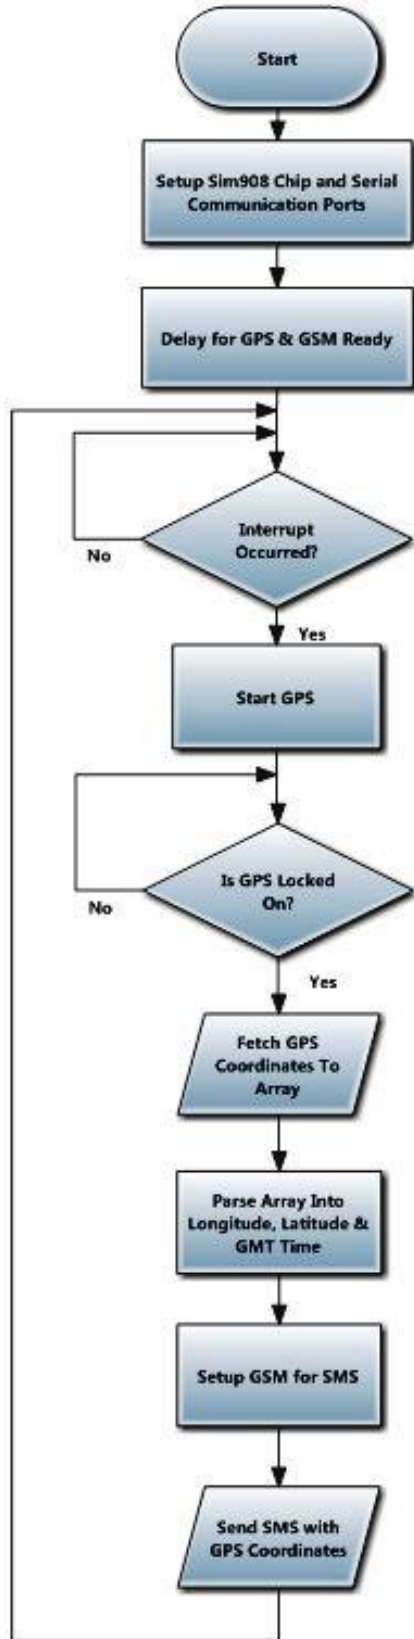 Start
Setup Sim908 Chip and Serial
Communication Ports
Delay for GPS & GSM Ready
Interrupt
Occurred?
No
Yes
Start GPS
Is GPS Locked
On?
No
Yes
Fetch GPS
Coordinates To
Array
Parse Array Into
Longitude, Latitude &
GMT Time
Setup GSM for SMS
Send SMS with
GPS Coordinates